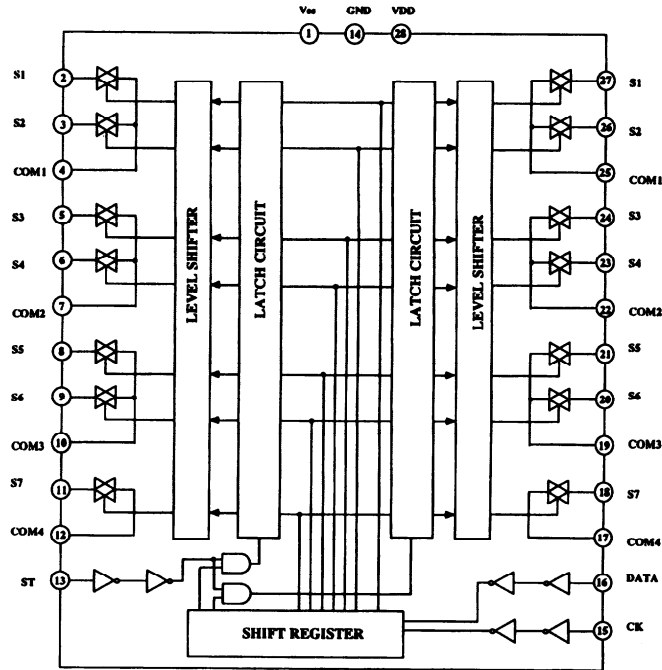 Vee GND VDD
1 14 28
S1 2 27 S1
S2 3 26 S2
COM1 4 25 COM1
S3 5 24 S3
S4 6 23 S4
COM2 7 22 COM2
S5 8 21 S5
S6 9 20 S6
COM3 10 19 COM3
S7 11 18 S7
COM4 12 17 COM4
LEVEL SHIFTER
LATCH CIRCUIT
LATCH CIRCUIT
LEVEL SHIFTER
ST 13 16 DATA
15 CK
SHIFT REGISTER